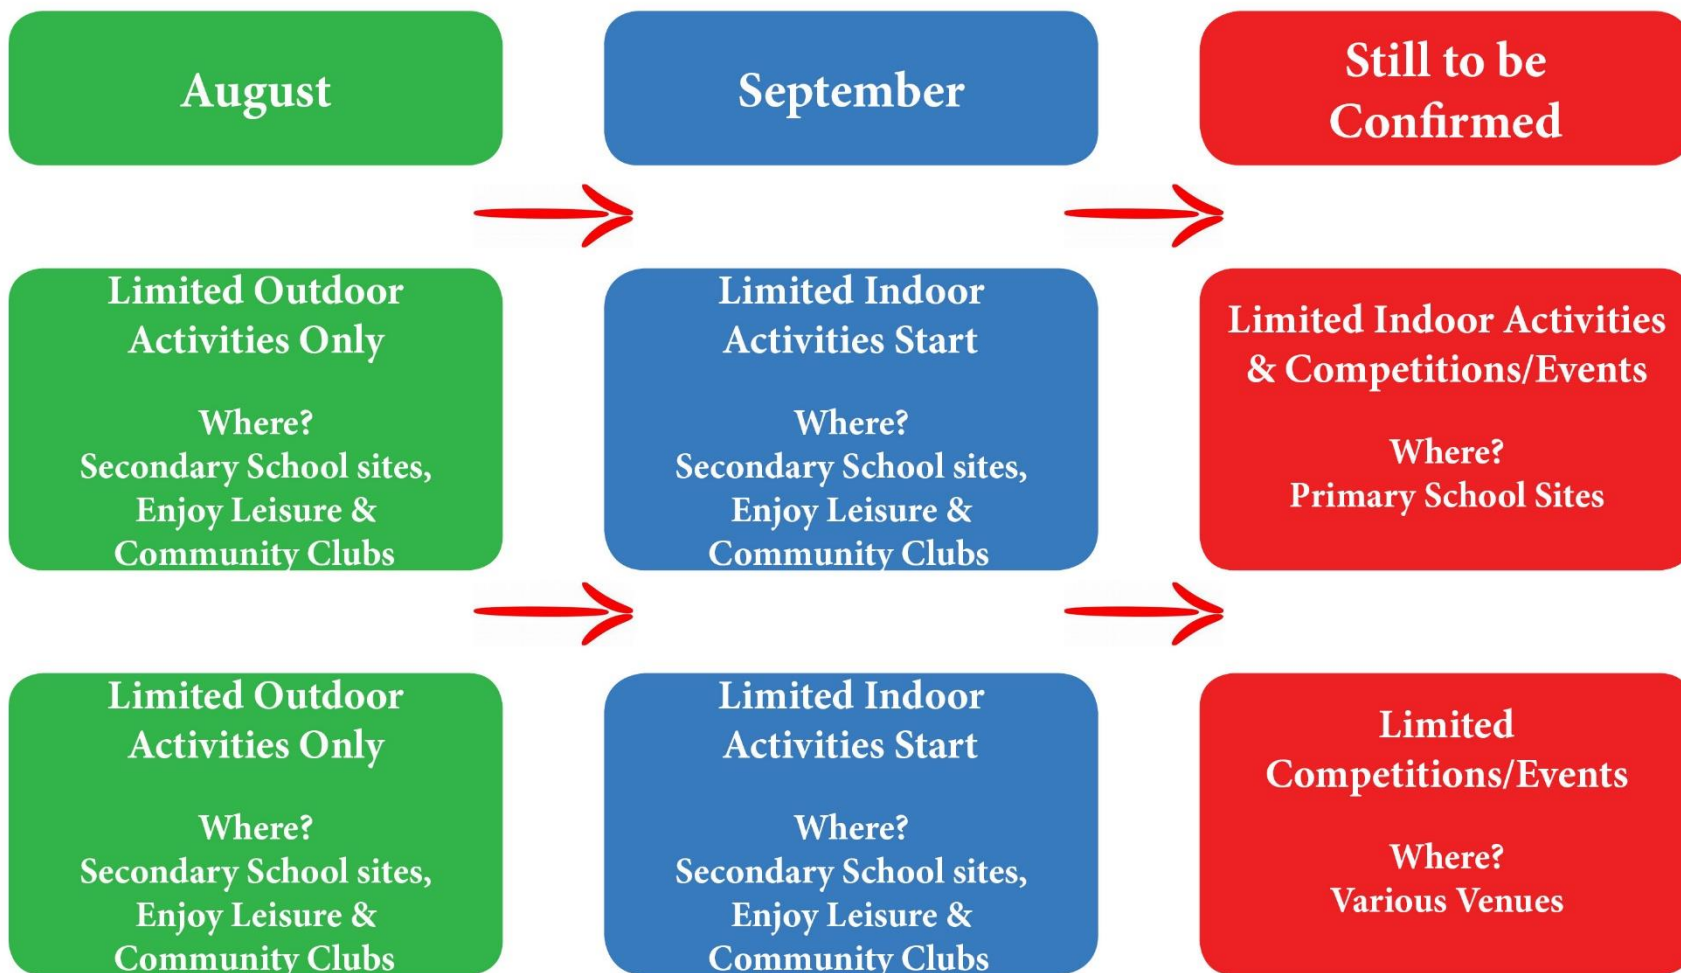 August
September
Still to be
Confirmed
Limited Outdoor
Activities Only
Where?
Secondary School sites,
Enjoy Leisure &
Community Clubs
Limited Indoor
Activities Start
Where?
Secondary School sites,
Enjoy Leisure &
Community Clubs
Limited Indoor Activities
& Competitions/Events
Where?
Primary School Sites
Limited Outdoor
Activities Only
Where?
Secondary School sites,
Enjoy Leisure &
Community Clubs
Limited Indoor
Activities Start
Where?
Secondary School sites,
Enjoy Leisure &
Community Clubs
Limited
Competitions/Events
Where?
Various Venues